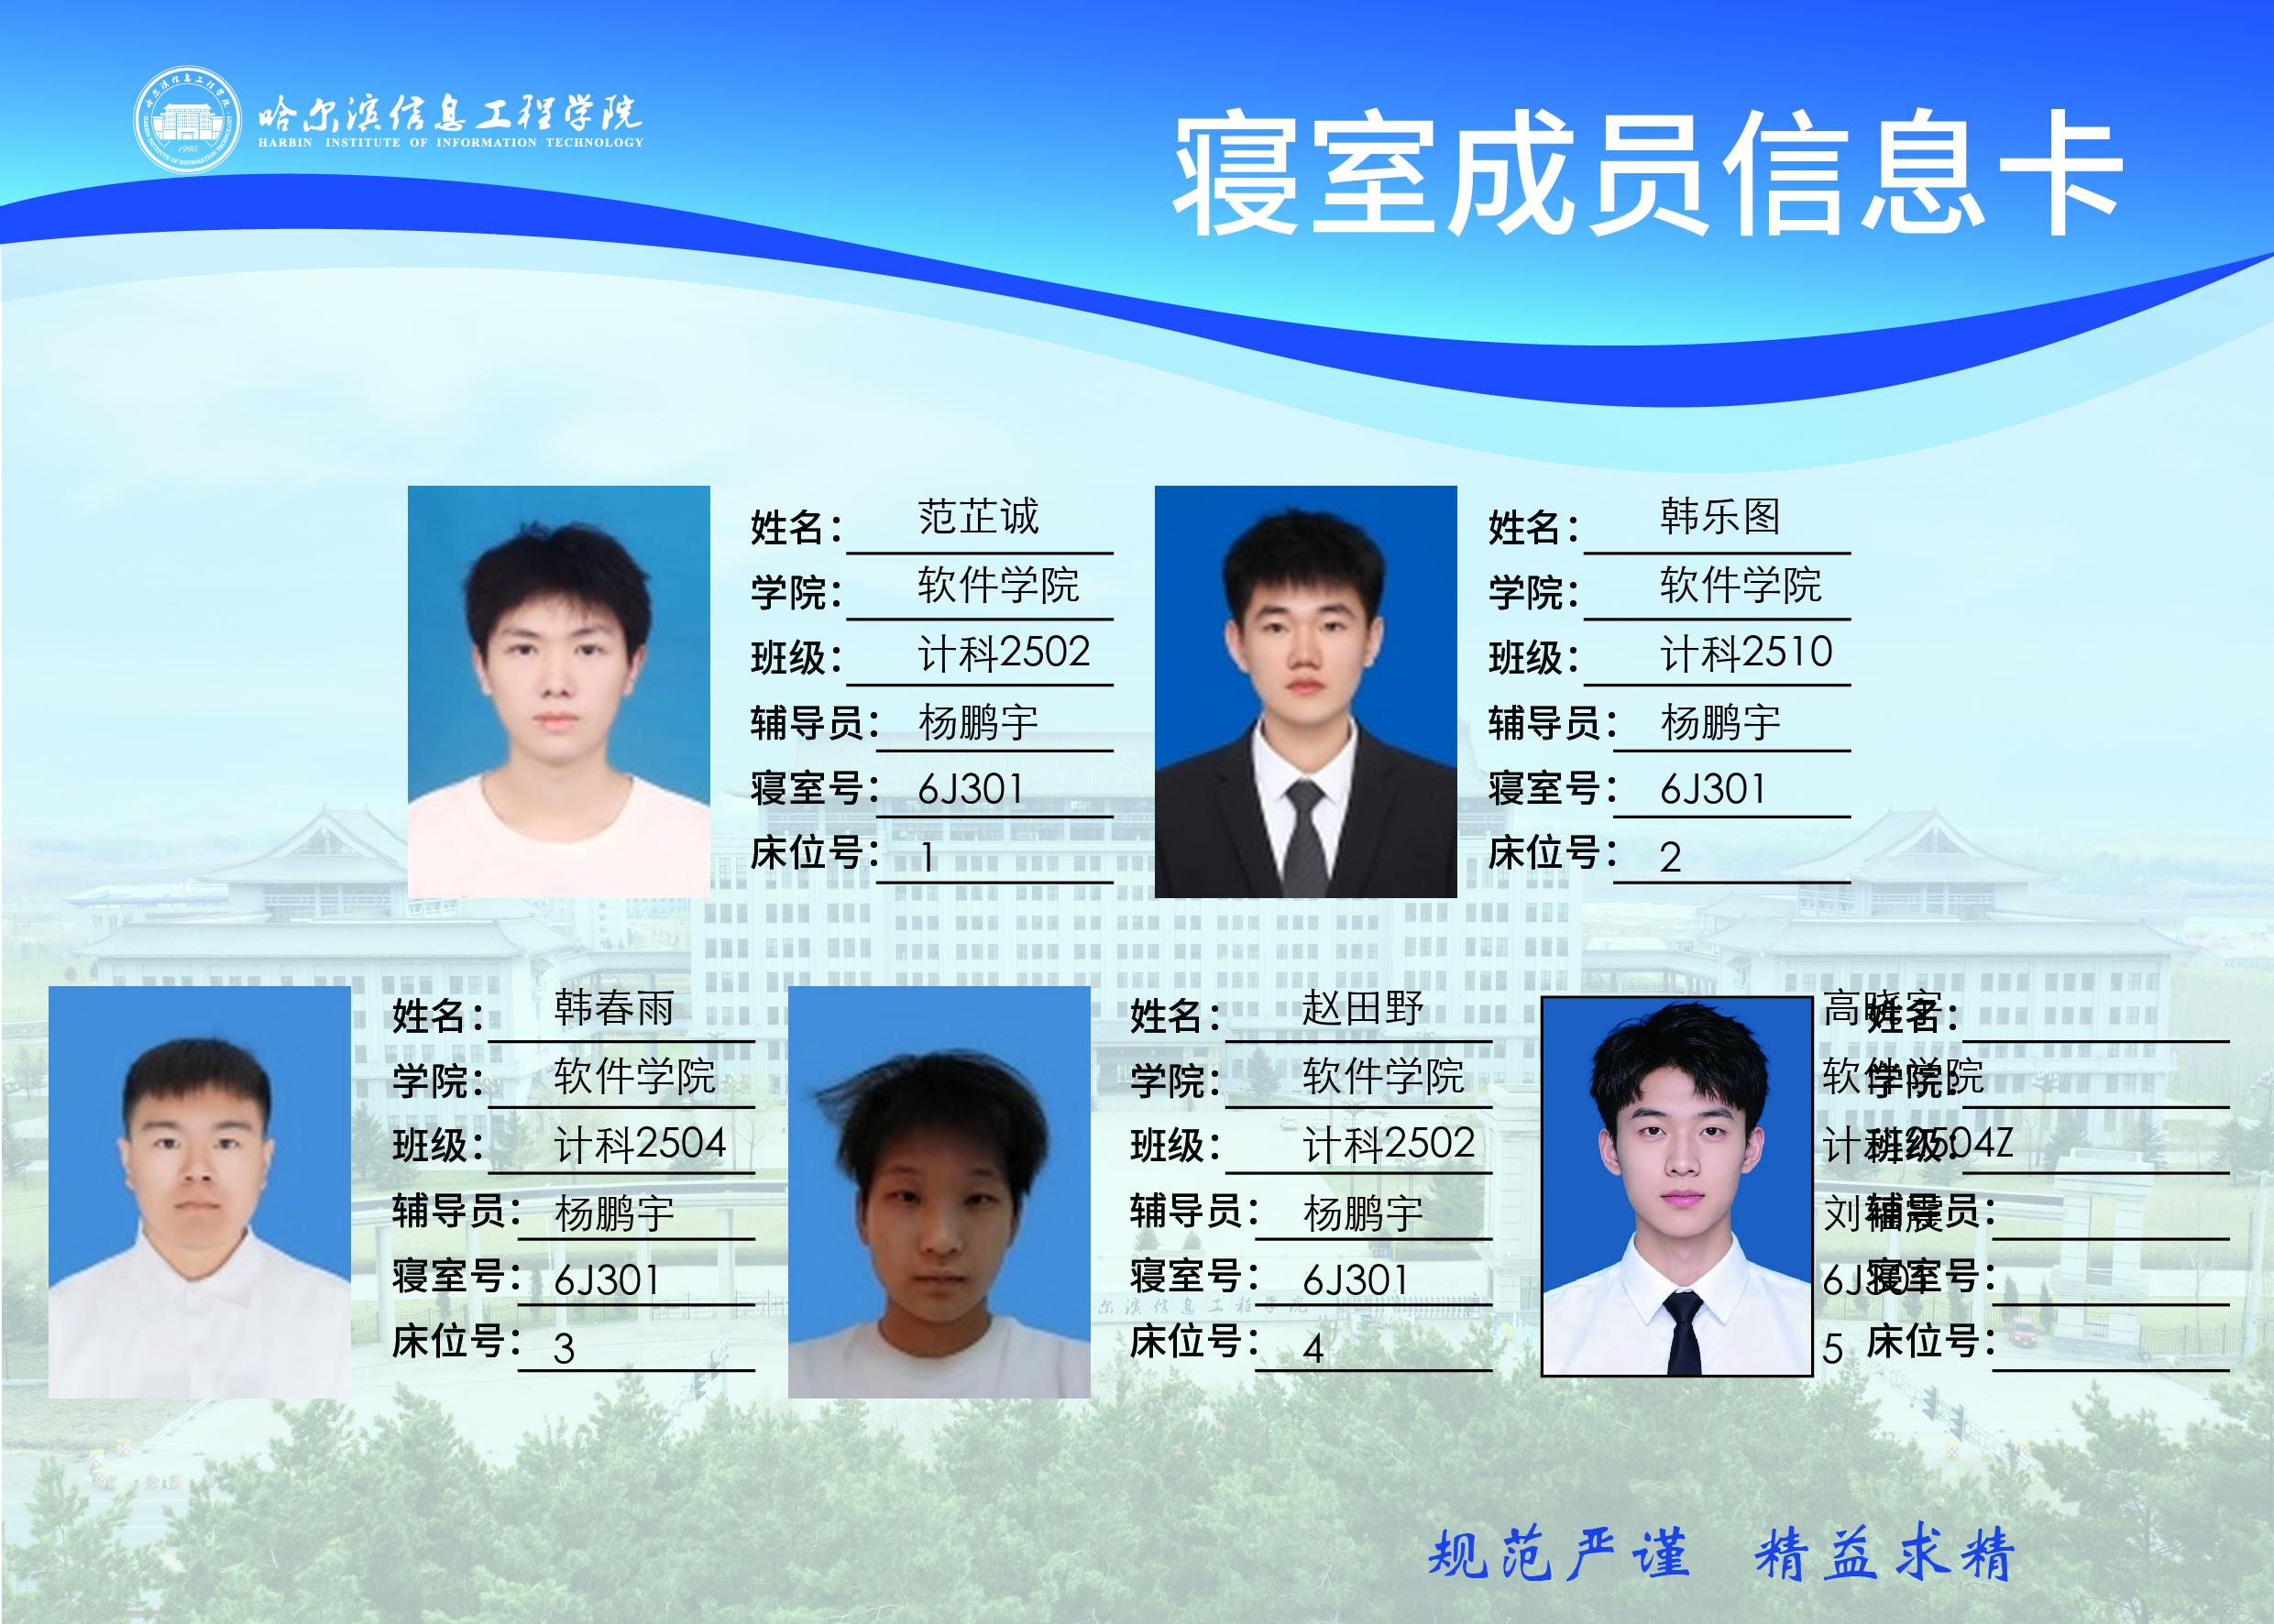 哈尔滨信息工程学院
HARBIN INSTITUTE OF INFORMATION TECHNOLOGY
1995
寝室成员信息卡
姓名： 范芷诚
学院： 软件学院
班级： 计科2502
辅导员： 杨鹏宇
寝室号： 6J301
床位号： 1
姓名： 韩乐图
学院： 软件学院
班级： 计科2510
辅导员： 杨鹏宇
寝室号： 6J301
床位号： 2
姓名： 韩春雨
学院： 软件学院
班级： 计科2504
辅导员： 杨鹏宇
寝室号： 6J301
床位号： 3
姓名： 赵田野
学院： 软件学院
班级： 计科2502
辅导员： 杨鹏宇
寝室号： 6J301
床位号： 4
姓名： 高晓宇
学院： 软件学院
班级： 计科2504Z
辅导员： 刘
寝室号： 6J301
床位号： 5
规范严谨 精益求精